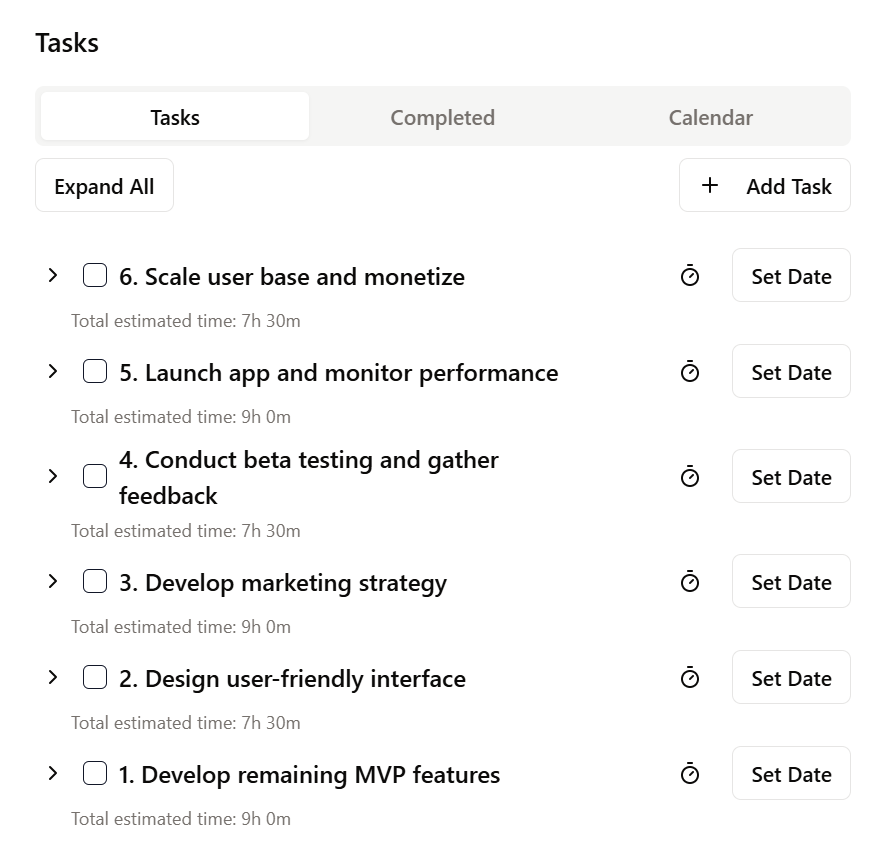 Tasks
Tasks Completed Calendar
Expand All + Add Task
6. Scale user base and monetize Set Date
Total estimated time: 7h 30m
5. Launch app and monitor performance Set Date
Total estimated time: 9h 0m
4. Conduct beta testing and gather
feedback Set Date
Total estimated time: 7h 30m
3. Develop marketing strategy Set Date
Total estimated time: 9h 0m
2. Design user-friendly interface Set Date
Total estimated time: 7h 30m
1. Develop remaining MVP features Set Date
Total estimated time: 9h 0m